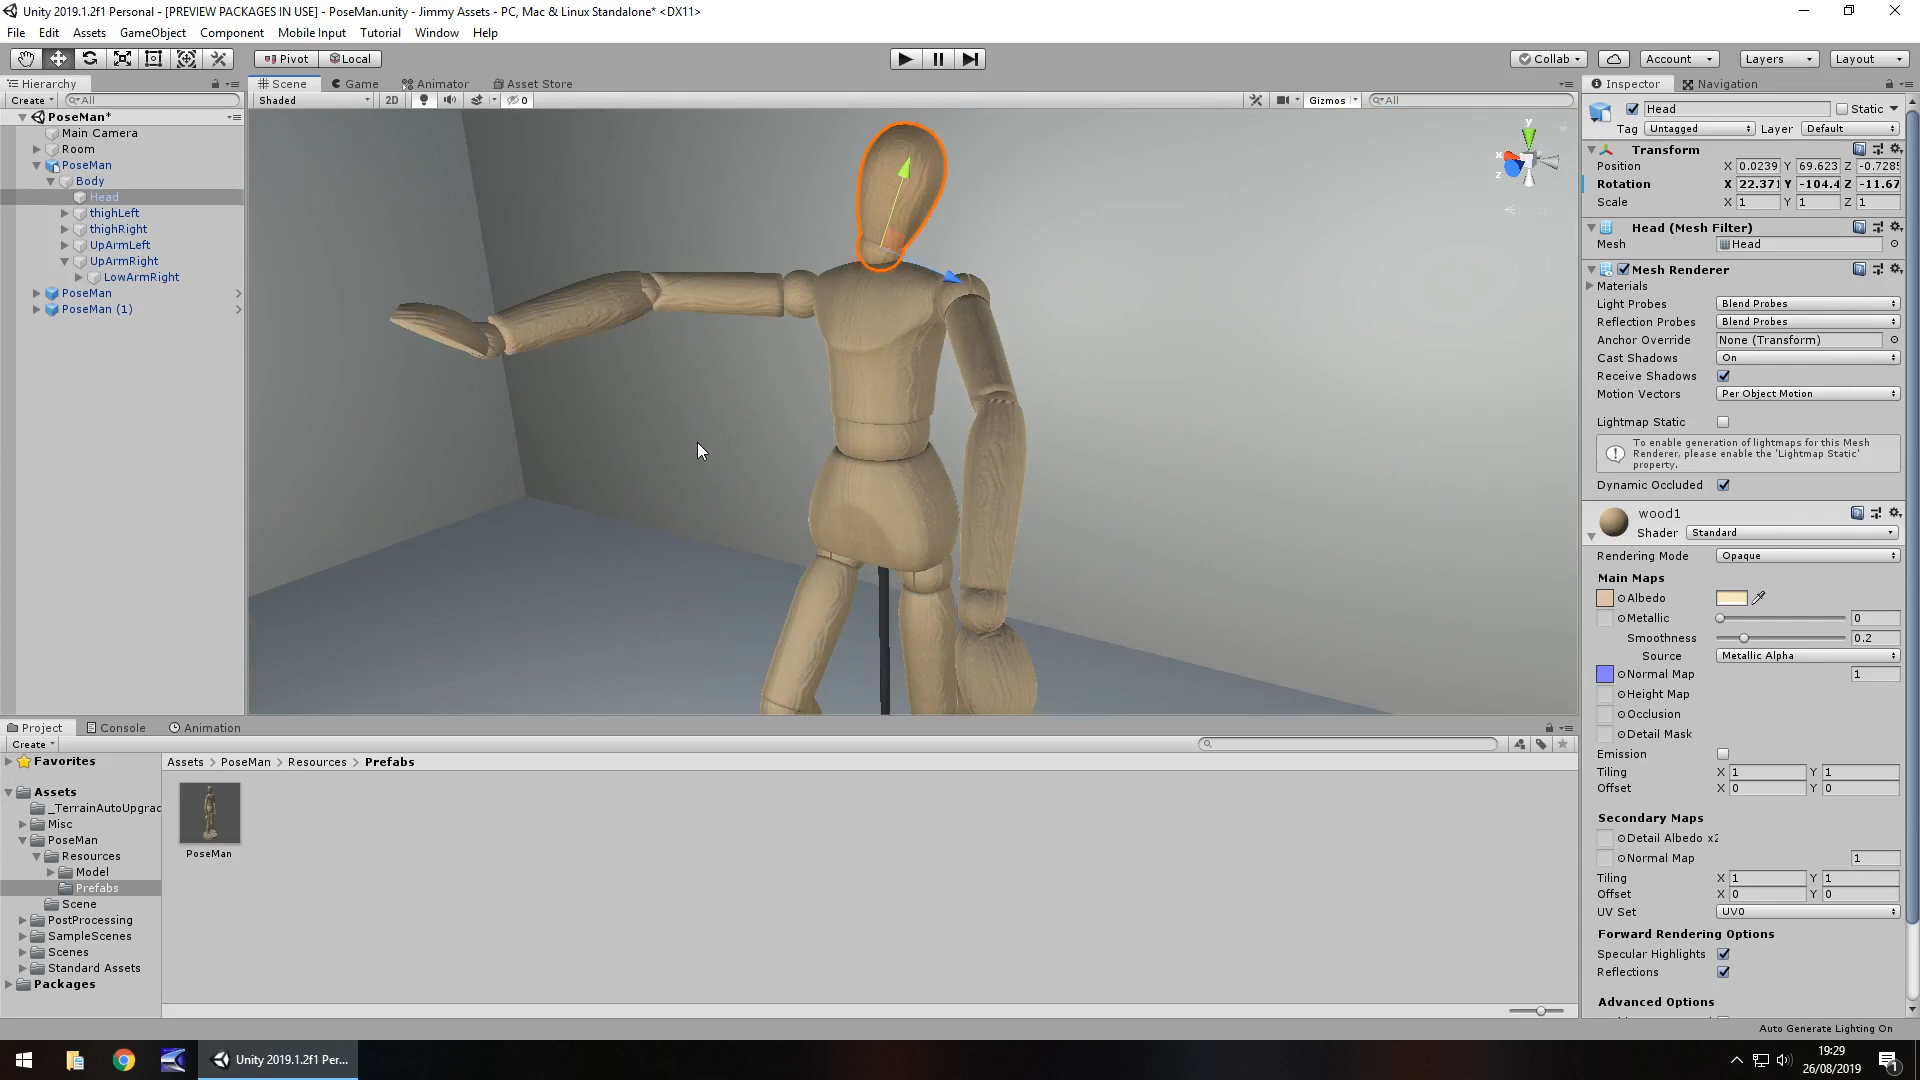 Unity 2019.1.2f1 Personal - [PREVIEW PACKAGES IN USE] - PoseMan.unity - Jimmy Assets - PC, Mac & Linux Standalone* <DX11>
File Edit Assets GameObject Component Mobile Input Tutorial Window Help
Pivot Local Collab Account Layers Layout
Hierarchy
Create All
PoseMan*
Main Camera
Room
PoseMan
Body
Head
thighLeft
thighRight
UpArmLeft
UpArmRight
LowArmRight
PoseMan
PoseMan (1)
Scene Game Animator Asset Store
Shaded 2D 0 Gizmos All
y
x
z
Inspector Navigation
Head Static
Tag Untagged Layer Default
Transform
Position X 0.0239 Y 69.623 Z -0.728
Rotation X 22.371 Y -104.4 Z -11.67
Scale X 1 Y 1 Z 1
Head (Mesh Filter)
Mesh Head
Mesh Renderer
Materials
Light Probes Blend Probes
Reflection Probes Blend Probes
Anchor Override None (Transform)
Cast Shadows On
Receive Shadows
Motion Vectors Per Object Motion
Lightmap Static
To enable generation of lightmaps for this Mesh
Renderer, please enable the 'Lightmap Static'
property.
Dynamic Occluded
wood1
Shader Standard
Rendering Mode Opaque
Main Maps
Albedo
Metallic 0
Smoothness 0.2
Source Metallic Alpha
Normal Map 1
Height Map
Occlusion
Detail Mask
Emission
Tiling X 1 Y 1
Offset X 0 Y 0
Secondary Maps
Detail Albedo x2
Normal Map 1
Tiling X 1 Y 1
Offset X 0 Y 0
UV Set UV0
Forward Rendering Options
Specular Highlights
Reflections
Advanced Options
Auto Generate Lighting On
Project Console Animation
Create
Favorites
Assets
_TerrainAutoUpgrad
Misc
PoseMan
Resources
Model
Prefabs
Scene
PostProcessing
SampleScenes
Scenes
Standard Assets
Packages
Assets > PoseMan > Resources > Prefabs
PoseMan
Unity 2019.1.2f1 Per...
19:29
26/08/2019
1